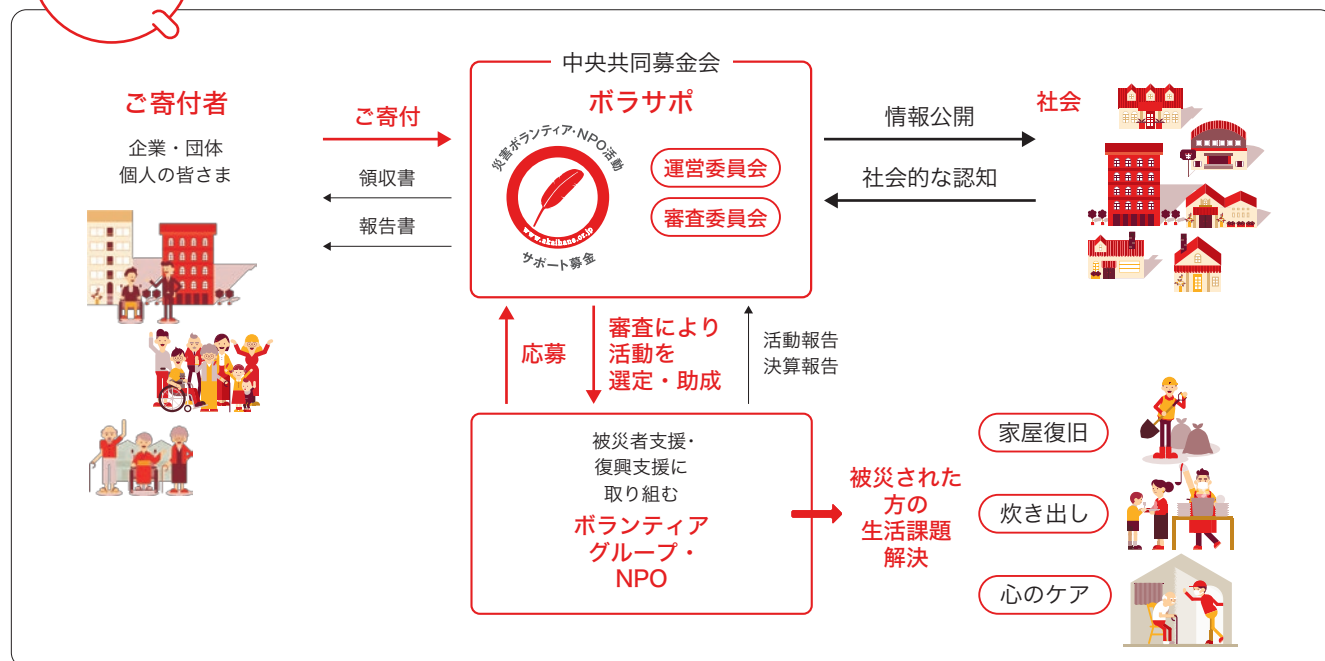 中央共同募金会
ボラサポ
災害ボランティア・NPO活動
www.akaihane.or.jp
サポート募金
運営委員会
審査委員会
ご寄付者
企業・団体
個人の皆さま
ご寄付
領収書
報告書
情報公開
社会的な認知
社会
応募
審査により
活動を
選定・助成
活動報告
決算報告
被災者支援・
復興支援に
取り組む
ボランティア
グループ・
NPO
被災された
方の
生活課題
解決
家屋復旧
炊き出し
心のケア